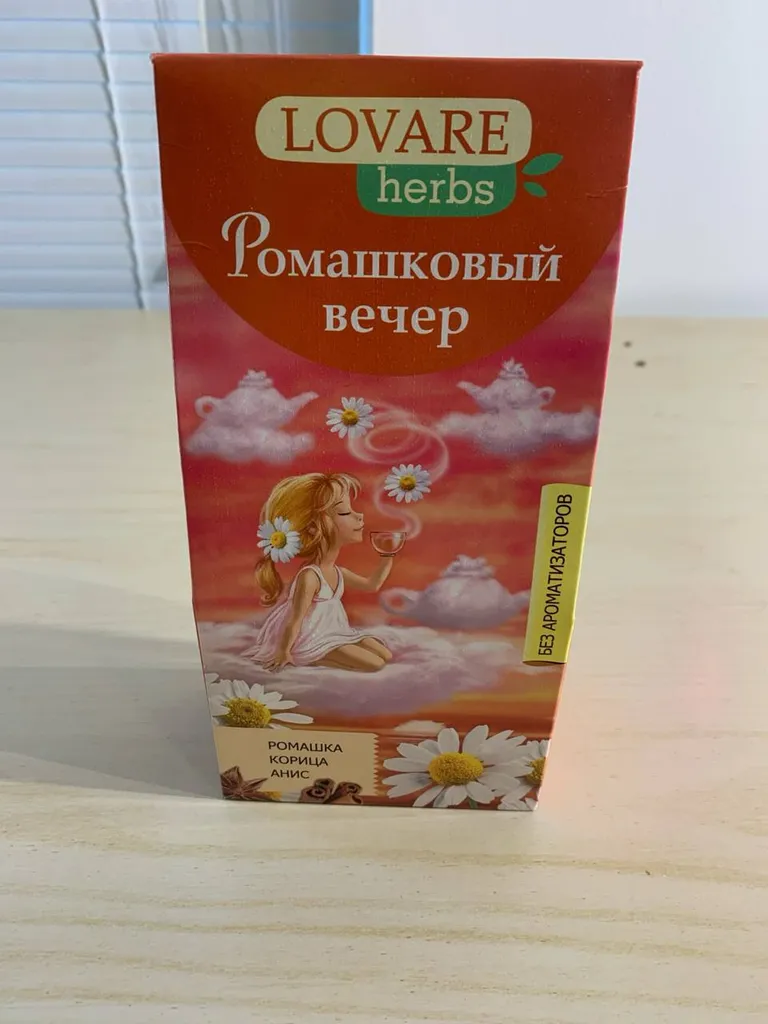 LOVARE
herbs
Ромашковый
вечер
БЕЗ АРОМАТИЗАТОРОВ
РОМАШКА
КОРИЦА
АНИС